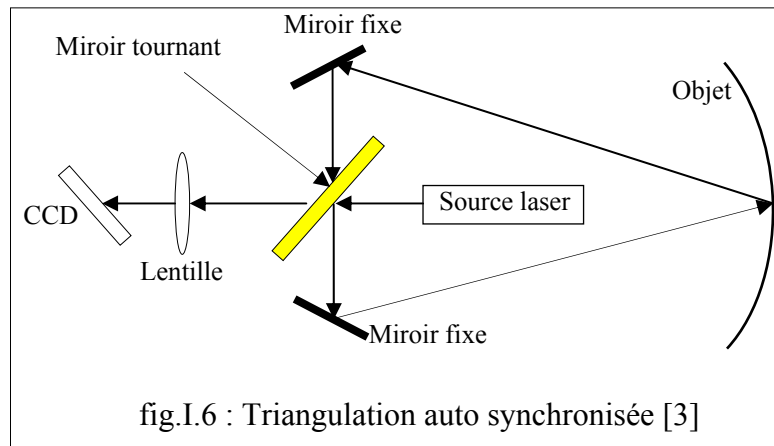 Miroir fixe
Miroir tournant
Objet
Source laser
CCD
Lentille
Miroir fixe
fig.I.6 : Triangulation auto synchronisée [3]